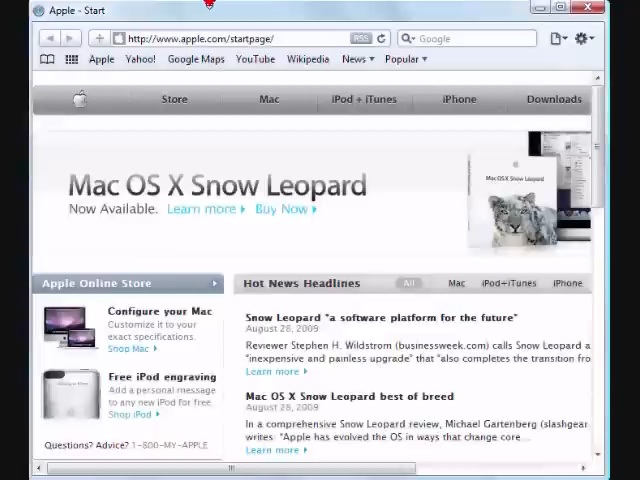 Apple - Start
http://www.apple.com/startpage/
RSS
Google
Apple Yahoo! Google Maps YouTube Wikipedia News Popular
Store Mac iPod + iTunes iPhone Downloads
Mac OS X Snow Leopard
Now Available. Learn more Buy Now
Mac OS X Snow Leopard
Apple Online Store
Hot News Headlines All Mac iPod+iTunes iPhone
Configure your Mac
Customize it to your
exact specifications.
Shop Mac
Free iPod engraving
Add a personal message
to any new iPod for free.
Shop iPod
Questions? Advice? 1-800-MY-APPLE
Snow Leopard "a software platform for the future"
August 28, 2009
Reviewer Stephen H. Wildstrom (businessweek.com) calls Snow Leopard a
"inexpensive and painless upgrade" that "also completes the transition fro
Learn more
Mac OS X Snow Leopard best of breed
August 28, 2009
In a comprehensive Snow Leopard review, Michael Gartenberg (slashgear
writes: "Apple has evolved the OS in ways that change core...
Learn more